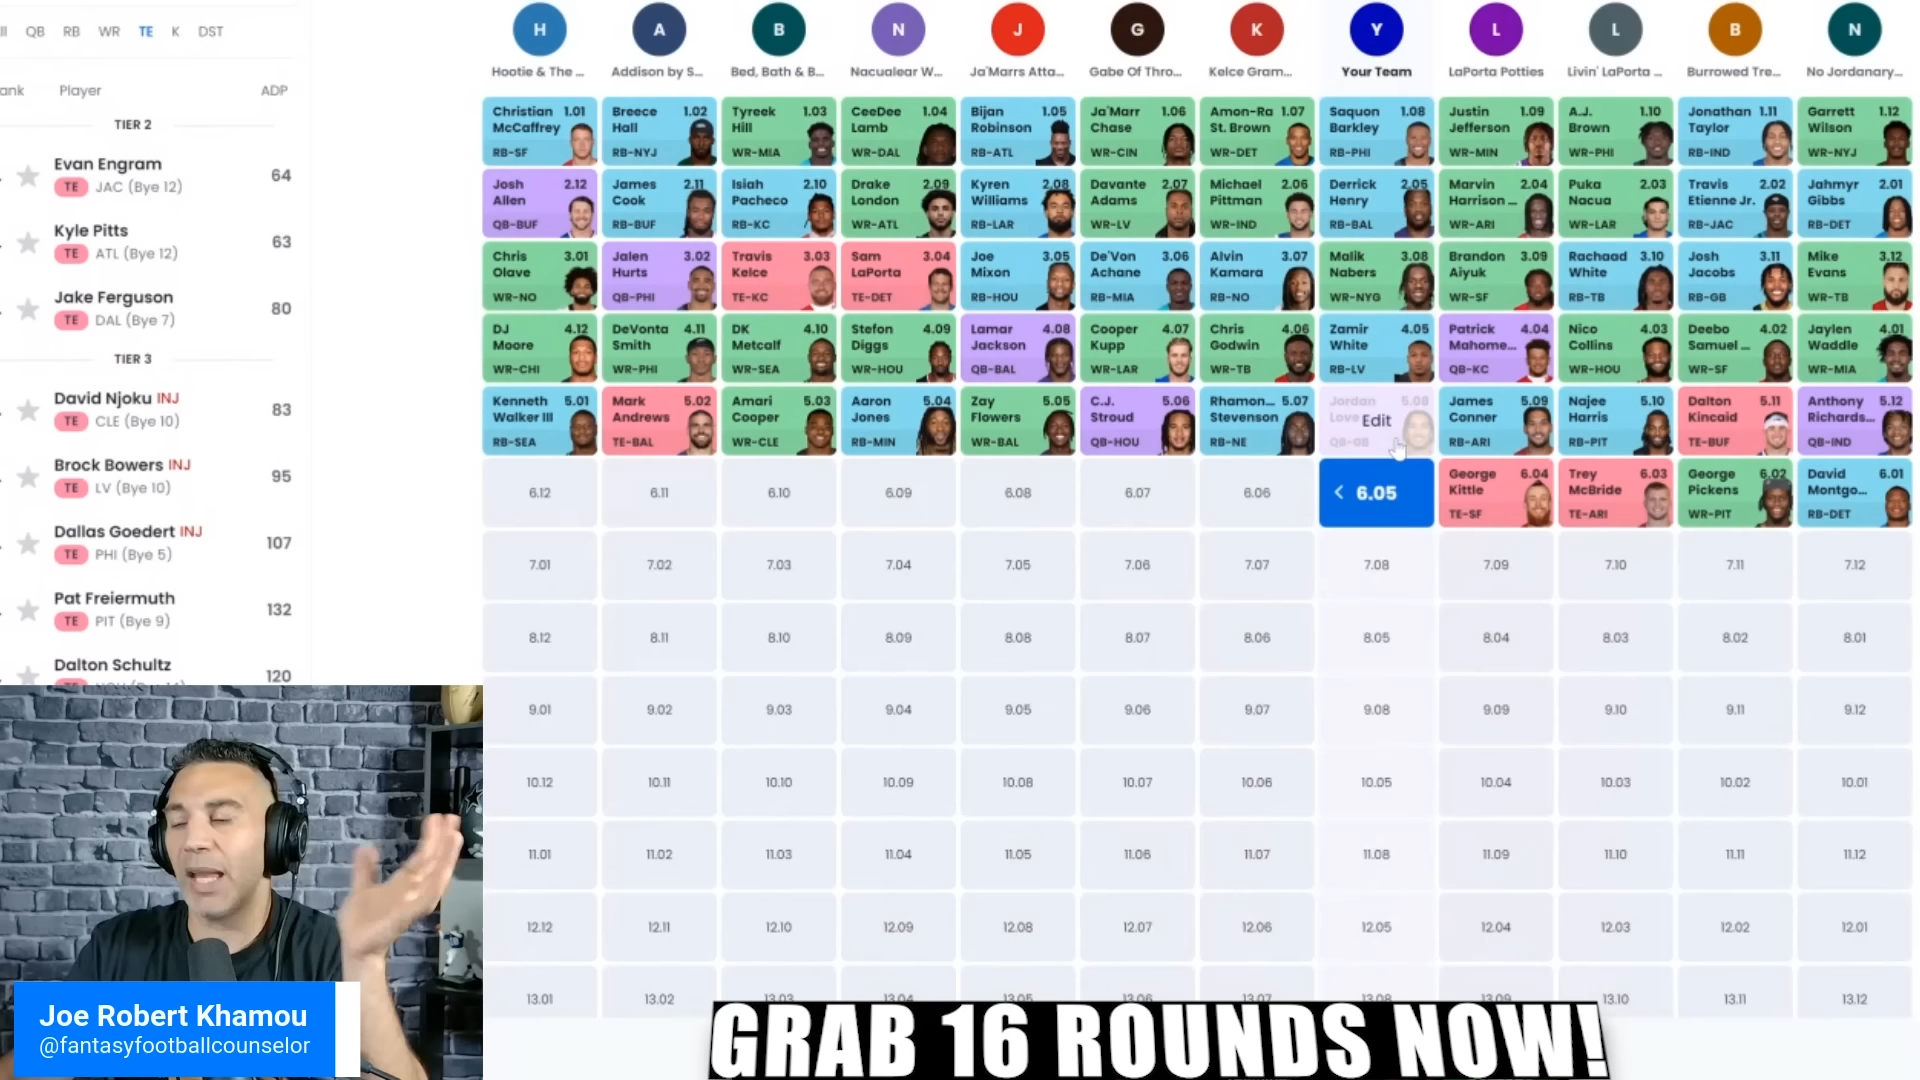 QB RB WR TE K DST
Player ADP
TIER 2
Evan Engram
TE JAC (Bye 12) 64
Kyle Pitts
TE ATL (Bye 12) 63
Jake Ferguson
TE DAL (Bye 7) 80
TIER 3
David Njoku INJ
TE CLE (Bye 10) 83
Brock Bowers INJ
TE LV (Bye 10) 95
Dallas Goedert INJ
TE PHI (Bye 5) 107
Pat Freiermuth
TE PIT (Bye 9) 132
Dalton Schultz
120
H A B N J G K Y L L B N
Hootie & The ... Addison by S... Bed, Bath & B... Nacualear W... Ja'Marrs Atta... Gabe Of Thro... Kelce Gram... Your Team LaPorta Potties Livin' LaPorta ... Burrowed Tre... No Jordanary...
Christian 1.01 Breece 1.02 Tyreek 1.03 CeeDee 1.04 Bijan 1.05 Ja'Marr 1.06 Amon-Ra 1.07 Saquon 1.08 Justin 1.09 A.J. 1.10 Jonathan 1.11 Garrett 1.12
McCaffrey Hall Hill Lamb Robinson Chase St. Brown Barkley Jefferson Brown Taylor Wilson
RB-SF RB-NYJ WR-MIA WR-DAL RB-ATL WR-CIN WR-DET RB-PHI WR-MIN WR-PHI RB-IND WR-NYJ
Josh 2.12 James 2.11 Isiah 2.10 Drake 2.09 Kyren 2.08 Davante 2.07 Michael 2.06 Derrick 2.05 Marvin 2.04 Puka 2.03 Travis 2.02 Jahmyr 2.01
Allen Cook Pacheco London Williams Adams Pittman Henry Harrison ... Nacua Etienne Jr. Gibbs
QB-BUF RB-BUF RB-KC WR-ATL RB-LAR WR-LV WR-IND RB-BAL WR-ARI WR-LAR RB-JAC RB-DET
Chris 3.01 Jalen 3.02 Travis 3.03 Sam 3.04 Joe 3.05 De'Von 3.06 Alvin 3.07 Malik 3.08 Brandon 3.09 Rachaad 3.10 Josh 3.11 Mike 3.12
Olave Hurts Kelce LaPorta Mixon Achane Kamara Nabers Aiyuk White Jacobs Evans
WR-NO QB-PHI TE-KC TE-DET RB-HOU RB-MIA RB-NO WR-NYG WR-SF RB-TB RB-GB WR-TB
DJ 4.12 DeVonta 4.11 DK 4.10 Stefon 4.09 Lamar 4.08 Cooper 4.07 Chris 4.06 Zamir 4.05 Patrick 4.04 Nico 4.03 Deebo 4.02 Jaylen 4.01
Moore Smith Metcalf Diggs Jackson Kupp Godwin White Mahome... Collins Samuel ... Waddle
WR-CHI WR-PHI WR-SEA WR-HOU QB-BAL WR-LAR WR-TB RB-LV QB-KC WR-HOU WR-SF WR-MIA
Kenneth 5.01 Mark 5.02 Amari 5.03 Aaron 5.04 Zay 5.05 C.J. 5.06 Rhamon... 5.07 Jordan 5.08 James 5.09 Najee 5.10 Dalton 5.11 Anthony 5.12
Walker III Andrews Cooper Jones Flowers Stroud Stevenson Love Edit Conner Harris Kincaid Richards...
RB-SEA TE-BAL WR-CLE RB-MIN WR-BAL QB-HOU RB-NE QB-GB RB-ARI RB-PIT TE-BUF QB-IND
George 6.04 Trey 6.03 George 6.02 David 6.01
6.12 6.11 6.10 6.09 6.08 6.07 6.06 < 6.05 Kittle McBride Pickens Montgo...
TE-SF TE-ARI WR-PIT RB-DET
7.01 7.02 7.03 7.04 7.05 7.06 7.07 7.08 7.09 7.10 7.11 7.12
8.12 8.11 8.10 8.09 8.08 8.07 8.06 8.05 8.04 8.03 8.02 8.01
9.01 9.02 9.03 9.04 9.05 9.06 9.07 9.08 9.09 9.10 9.11 9.12
10.12 10.11 10.10 10.09 10.08 10.07 10.06 10.05 10.04 10.03 10.02 10.01
11.01 11.02 11.03 11.04 11.05 11.06 11.07 11.08 11.09 11.10 11.11 11.12
12.12 12.11 12.10 12.09 12.08 12.07 12.06 12.05 12.04 12.03 12.02 12.01
13.01 13.02 13.03 13.04 13.05 13.06 13.07 13.08 13.09 13.10 13.11 13.12
Joe Robert Khamou
@fantasyfootballcounselor
GRAB 16 ROUNDS NOW!